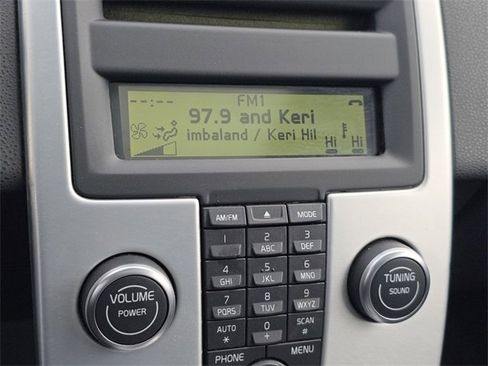 --:--
FM1
97.9 and Keri
imbaland / Keri Hil
Hi Hi
AM/FM MODE
1 2 ABC 3 DEF
4 GHI 5 JKL 6 MNO
7 PQRS 8 TUV 9 WXYZ
AUTO * 0 + SCAN #
PHONE MENU
VOLUME
POWER
TUNING
SOUND